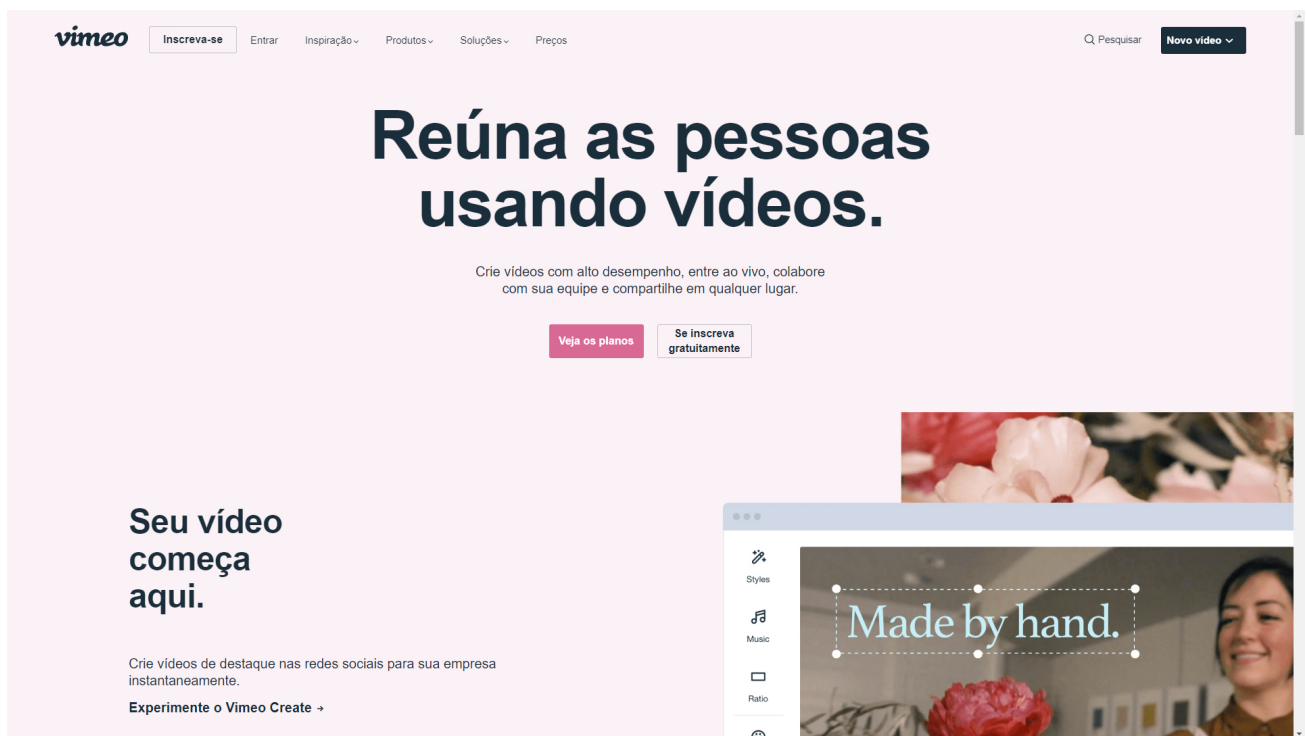 vimeo Inscreva-se Entrar Inspiração Produtos Soluções Preços Pesquisar Novo vídeo
Reúna as pessoas
usando vídeos.
Crie vídeos com alto desempenho, entre ao vivo, colabore
com sua equipe e compartilhe em qualquer lugar.
Veja os planos
Se inscreva
gratuitamente
Seu vídeo
começa
aqui.
Crie vídeos de destaque nas redes sociais para sua empresa
instantaneamente.
Experimente o Vimeo Create →
Styles
Music
Ratio
Made by hand.